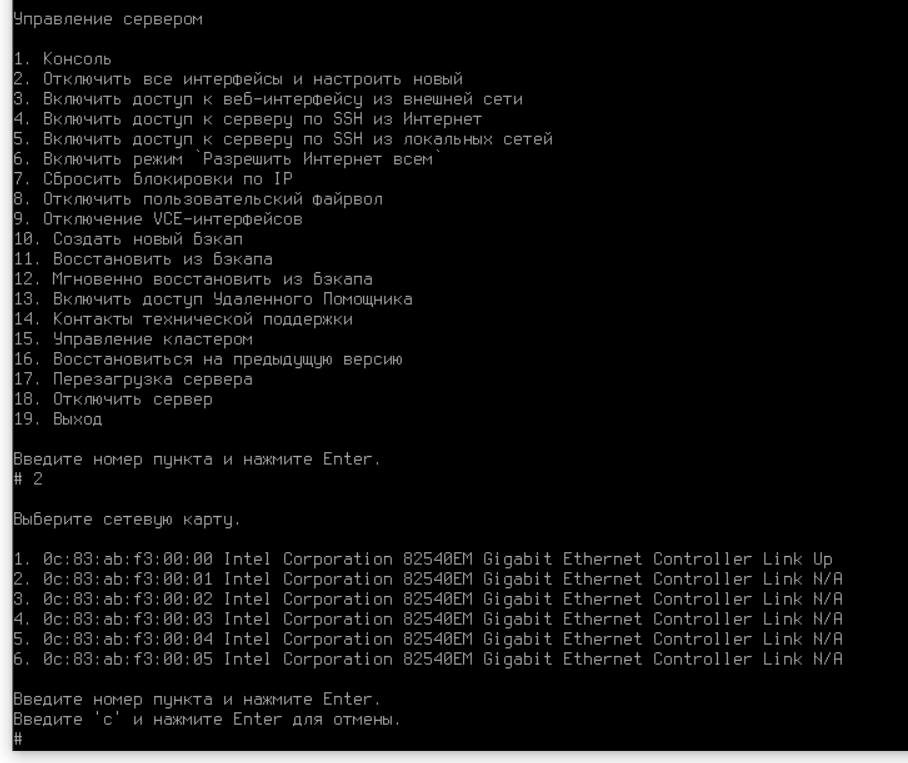 Управление сервером
1. Консоль
2. Отключить все интерфейсы и настроить новый
3. Включить доступ к веб-интерфейсу из внешней сети
4. Включить доступ к серверу по SSH из Интернет
5. Включить доступ к серверу по SSH из локальных сетей
6. Включить режим `Разрешить Интернет всем`
7. Сбросить блокировки по IP
8. Отключить пользовательский файрвол
9. Отключение VCE-интерфейсов
10. Создать новый бэкап
11. Восстановить из бэкапа
12. Мгновенно восстановить из бэкапа
13. Включить доступ Удаленного Помощника
14. Контакты технической поддержки
15. Управление кластером
16. Восстановиться на предыдущую версию
17. Перезагрузка сервера
18. Отключить сервер
19. Выход
Введите номер пункта и нажмите Enter.
# 2
Выберите сетевую карту.
1. 0c:83:ab:f3:00:00 Intel Corporation 82540EM Gigabit Ethernet Controller Link Up
2. 0c:83:ab:f3:00:01 Intel Corporation 82540EM Gigabit Ethernet Controller Link N/A
3. 0c:83:ab:f3:00:02 Intel Corporation 82540EM Gigabit Ethernet Controller Link N/A
4. 0c:83:ab:f3:00:03 Intel Corporation 82540EM Gigabit Ethernet Controller Link N/A
5. 0c:83:ab:f3:00:04 Intel Corporation 82540EM Gigabit Ethernet Controller Link N/A
6. 0c:83:ab:f3:00:05 Intel Corporation 82540EM Gigabit Ethernet Controller Link N/A
Введите номер пункта и нажмите Enter.
Введите 'c' и нажмите Enter для отмены.
#